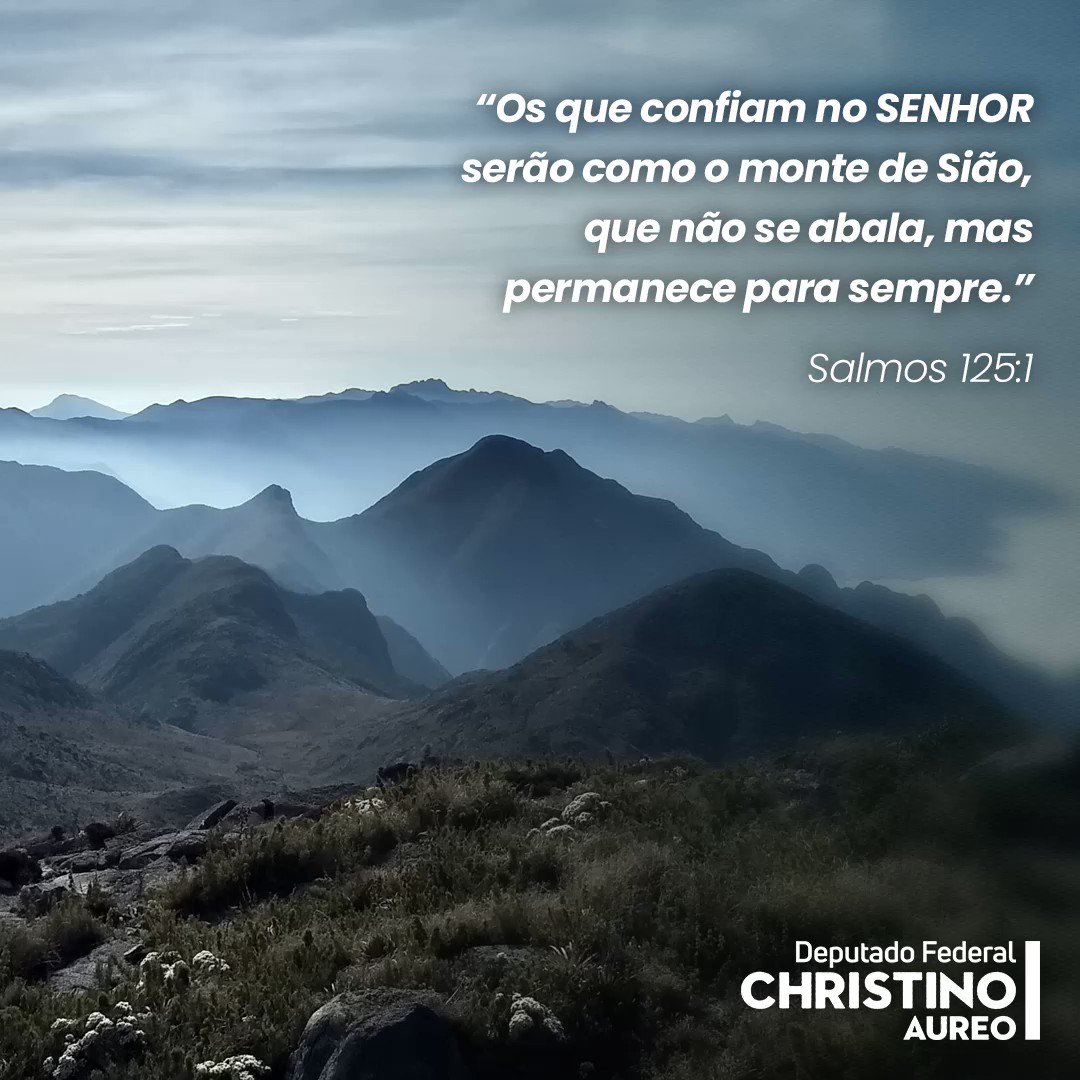 “Os que confiam no SENHOR
serão como o monte de Sião,
que não se abala, mas
permanece para sempre.”
Salmos 125:1
Deputado Federal
CHRISTINO
AUREO